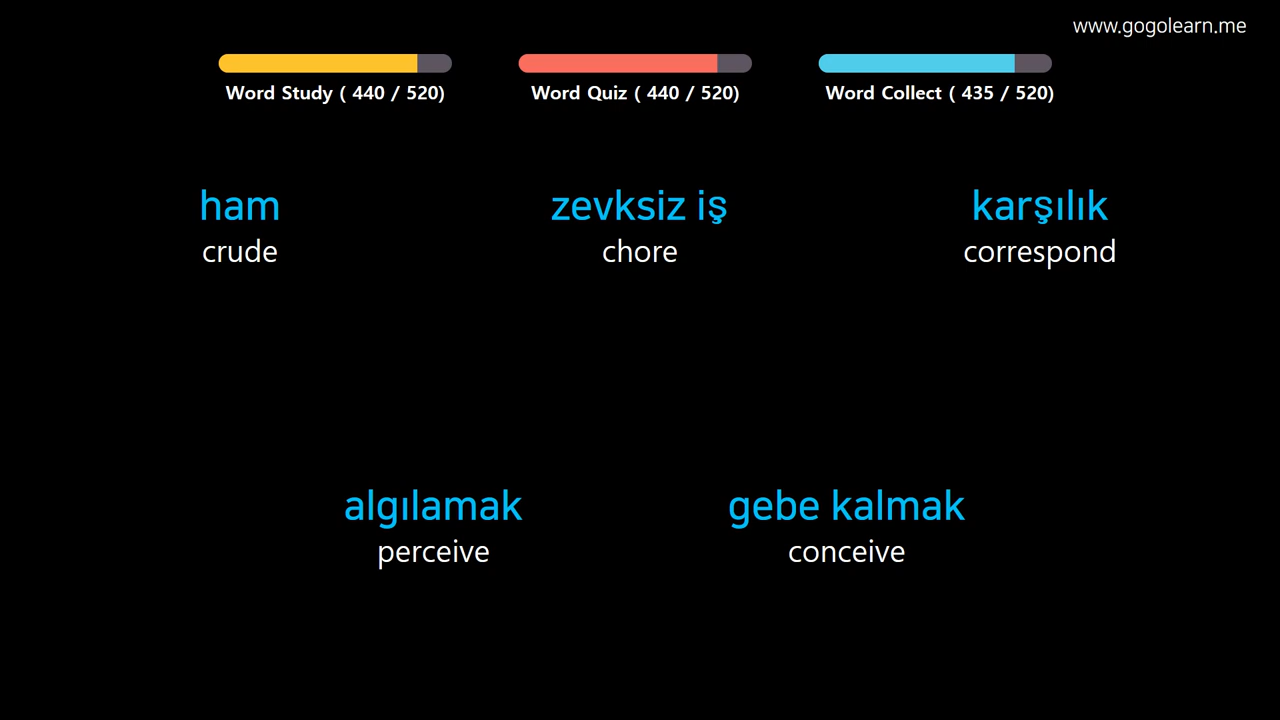 www.gogolearn.me
Word Study ( 440 / 520)
Word Quiz ( 440 / 520)
Word Collect ( 435 / 520)
ham
crude
zevksiz iş
chore
karşılık
correspond
algılamak
perceive
gebe kalmak
conceive